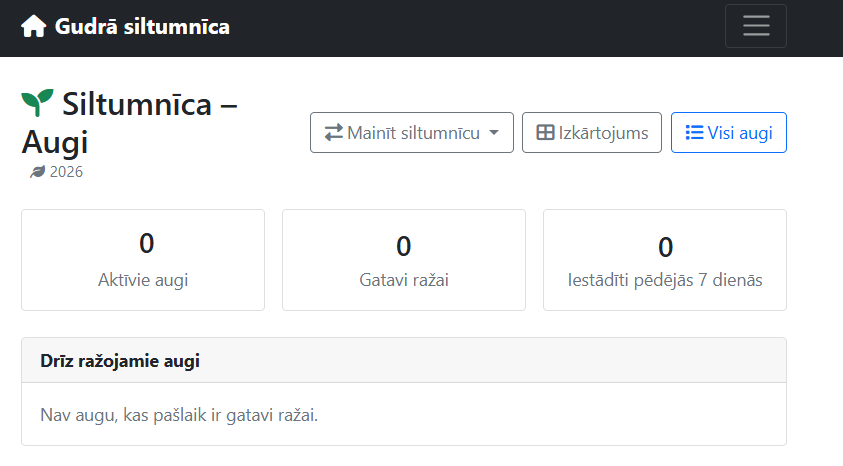 Gudrā siltumnīca
Siltumnīca –
Augi
2026
Mainīt siltumnīcu
Izkārtojums
Visi augi
0
Aktīvie augi
0
Gatavi ražai
0
Iestādīti pēdējās 7 dienās
Drīz ražojamie augi
Nav augu, kas pašlaik ir gatavi ražai.